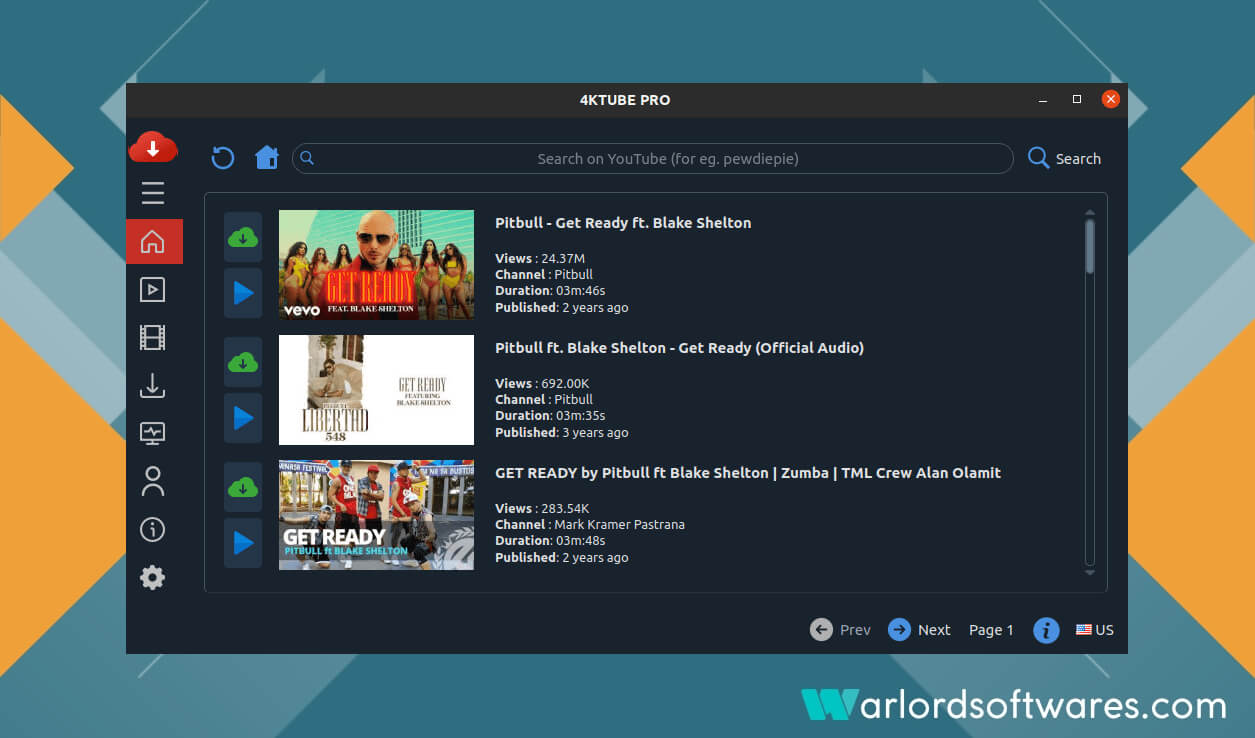 4KTUBE PRO
Search on YouTube (for eg. pewdiepie)
Search
GET READY
FEAT. BLAKE SHELTON
vevo
Pitbull - Get Ready ft. Blake Shelton
Views : 24.37M
Channel : Pitbull
Duration: 03m:46s
Published: 2 years ago
GET READY
FEATURING
BLAKE SHELTON
LIBERTAD
548
Pitbull ft. Blake Shelton - Get Ready (Official Audio)
Views : 692.00K
Channel : Pitbull
Duration: 03m:35s
Published: 3 years ago
GET READY
PITBULL ft BLAKE SHELTON
GET READY by Pitbull ft Blake Shelton | Zumba | TML Crew Alan Olamit
Views : 283.54K
Channel : Mark Kramer Pastrana
Duration: 03m:48s
Published: 2 years ago
Prev Next Page 1 i US
Warlordsoftwares.com